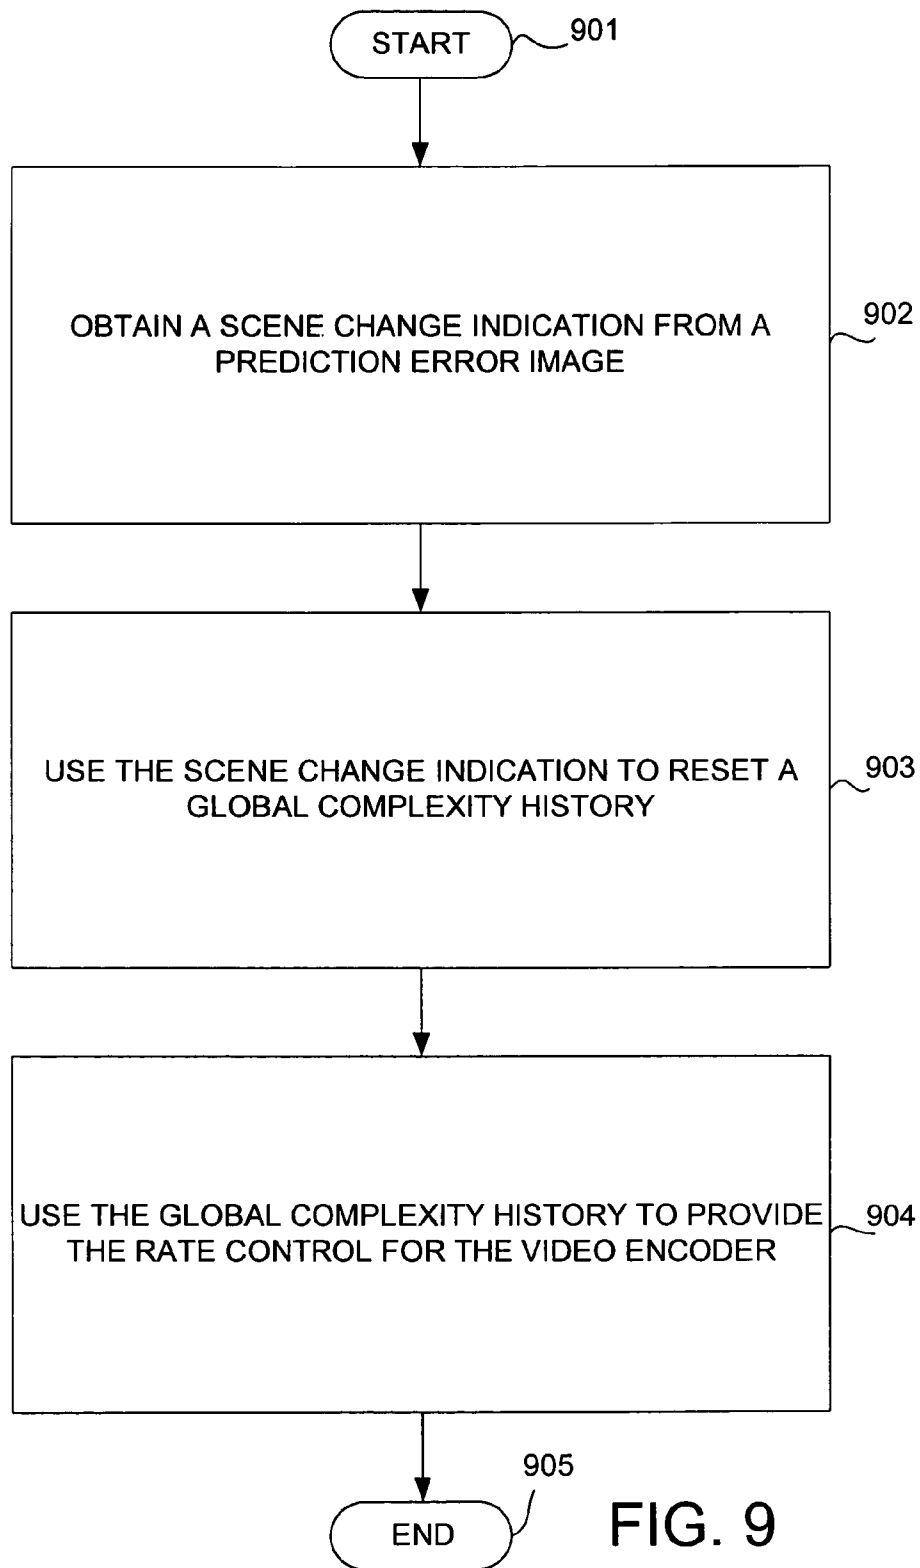 START
901
OBTAIN A SCENE CHANGE INDICATION FROM A
PREDICTION ERROR IMAGE
902
USE THE SCENE CHANGE INDICATION TO RESET A
GLOBAL COMPLEXITY HISTORY
903
USE THE GLOBAL COMPLEXITY HISTORY TO PROVIDE
THE RATE CONTROL FOR THE VIDEO ENCODER
904
905
END
FIG. 9